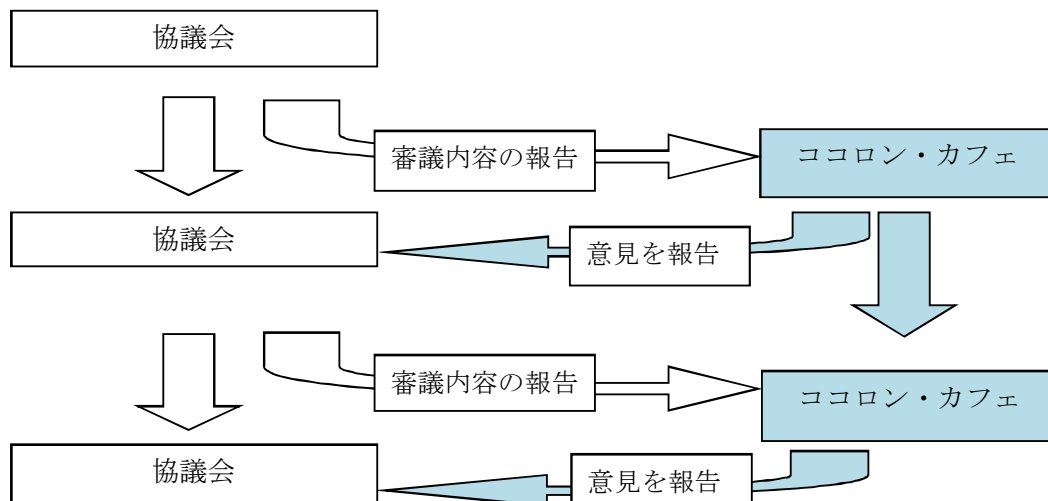 協議会
審議内容の報告
ココロン・カフェ
協議会
意見を報告
審議内容の報告
ココロン・カフェ
協議会
意見を報告